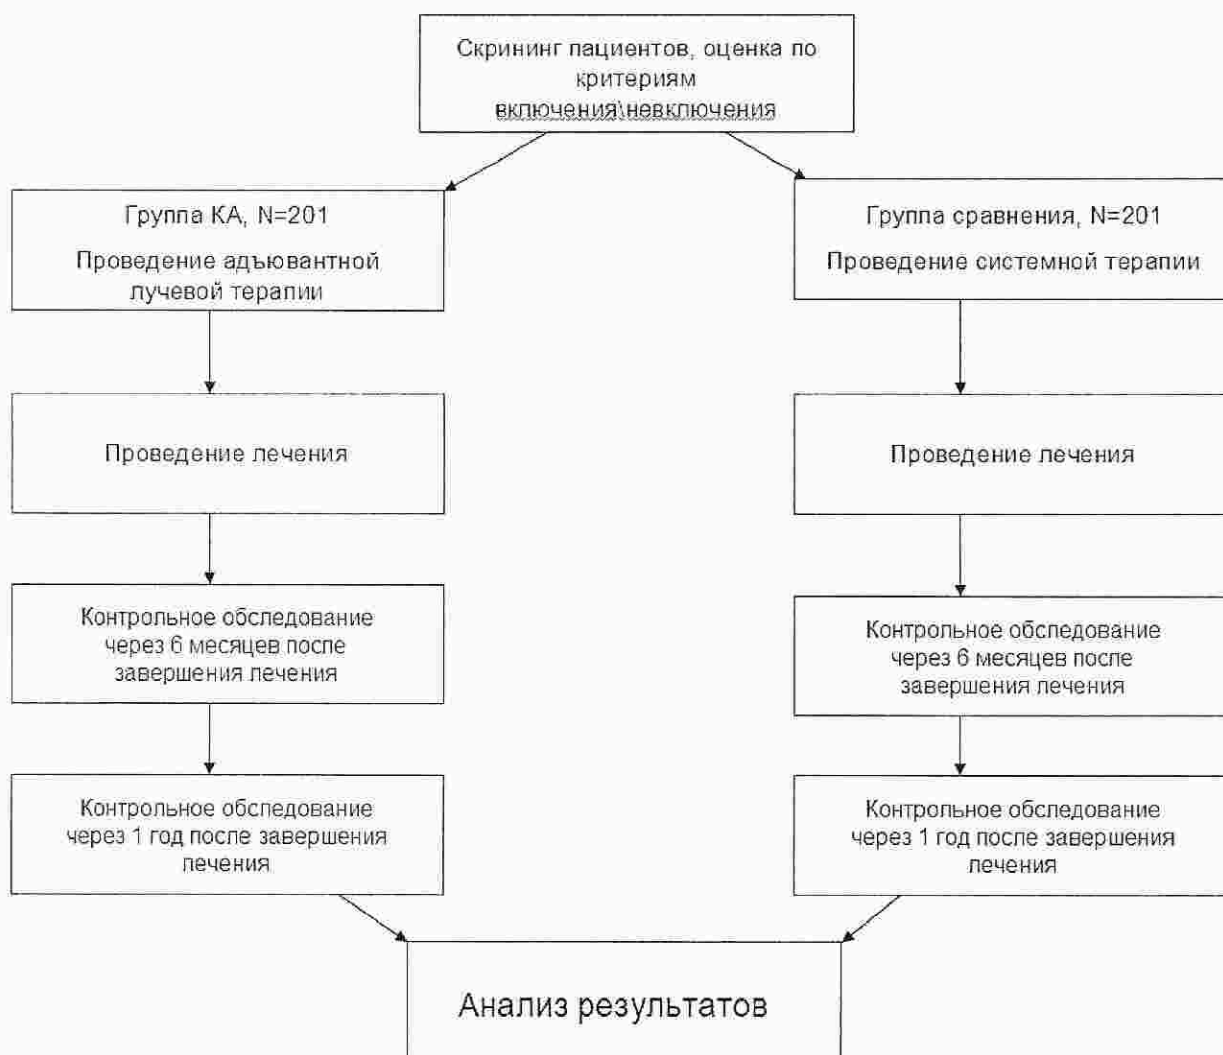 Скрининг пациентов, оценка по
критериям
включения\невключения
Группа КА, N=201
Проведение адъювантной
лучевой терапии
Группа сравнения, N=201
Проведение системной терапии
Проведение лечения
Проведение лечения
Контрольное обследование
через 6 месяцев после
завершения лечения
Контрольное обследование
через 6 месяцев после
завершения лечения
Контрольное обследование
через 1 год после завершения
лечения
Контрольное обследование
через 1 год после завершения
лечения
Анализ результатов